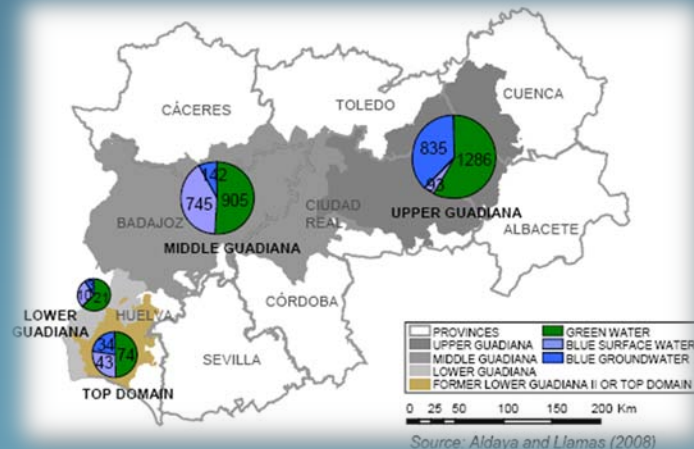 CÁCERES
TOLEDO
CUENCA
835
1286
93
142
745
905
BADAJOZ
CIUDAD
REAL
UPPER GUADIANA
MIDDLE GUADIANA
ALBACETE
10
21
LOWER
GUADIANA
HUELVA
CÓRDOBA
34
74
43
SEVILLA
TOP DOMAIN
PROVINCES
GREEN WATER
UPPER GUADIANA
BLUE SURFACE WATER
MIDDLE GUADIANA
BLUE GROUNDWATER
LOWER GUADIANA
FORMER LOWER GUADIANA II OR TOP DOMAIN
0 25 50 100 150 200 Km
Source: Aldaya and Llamas (2008)